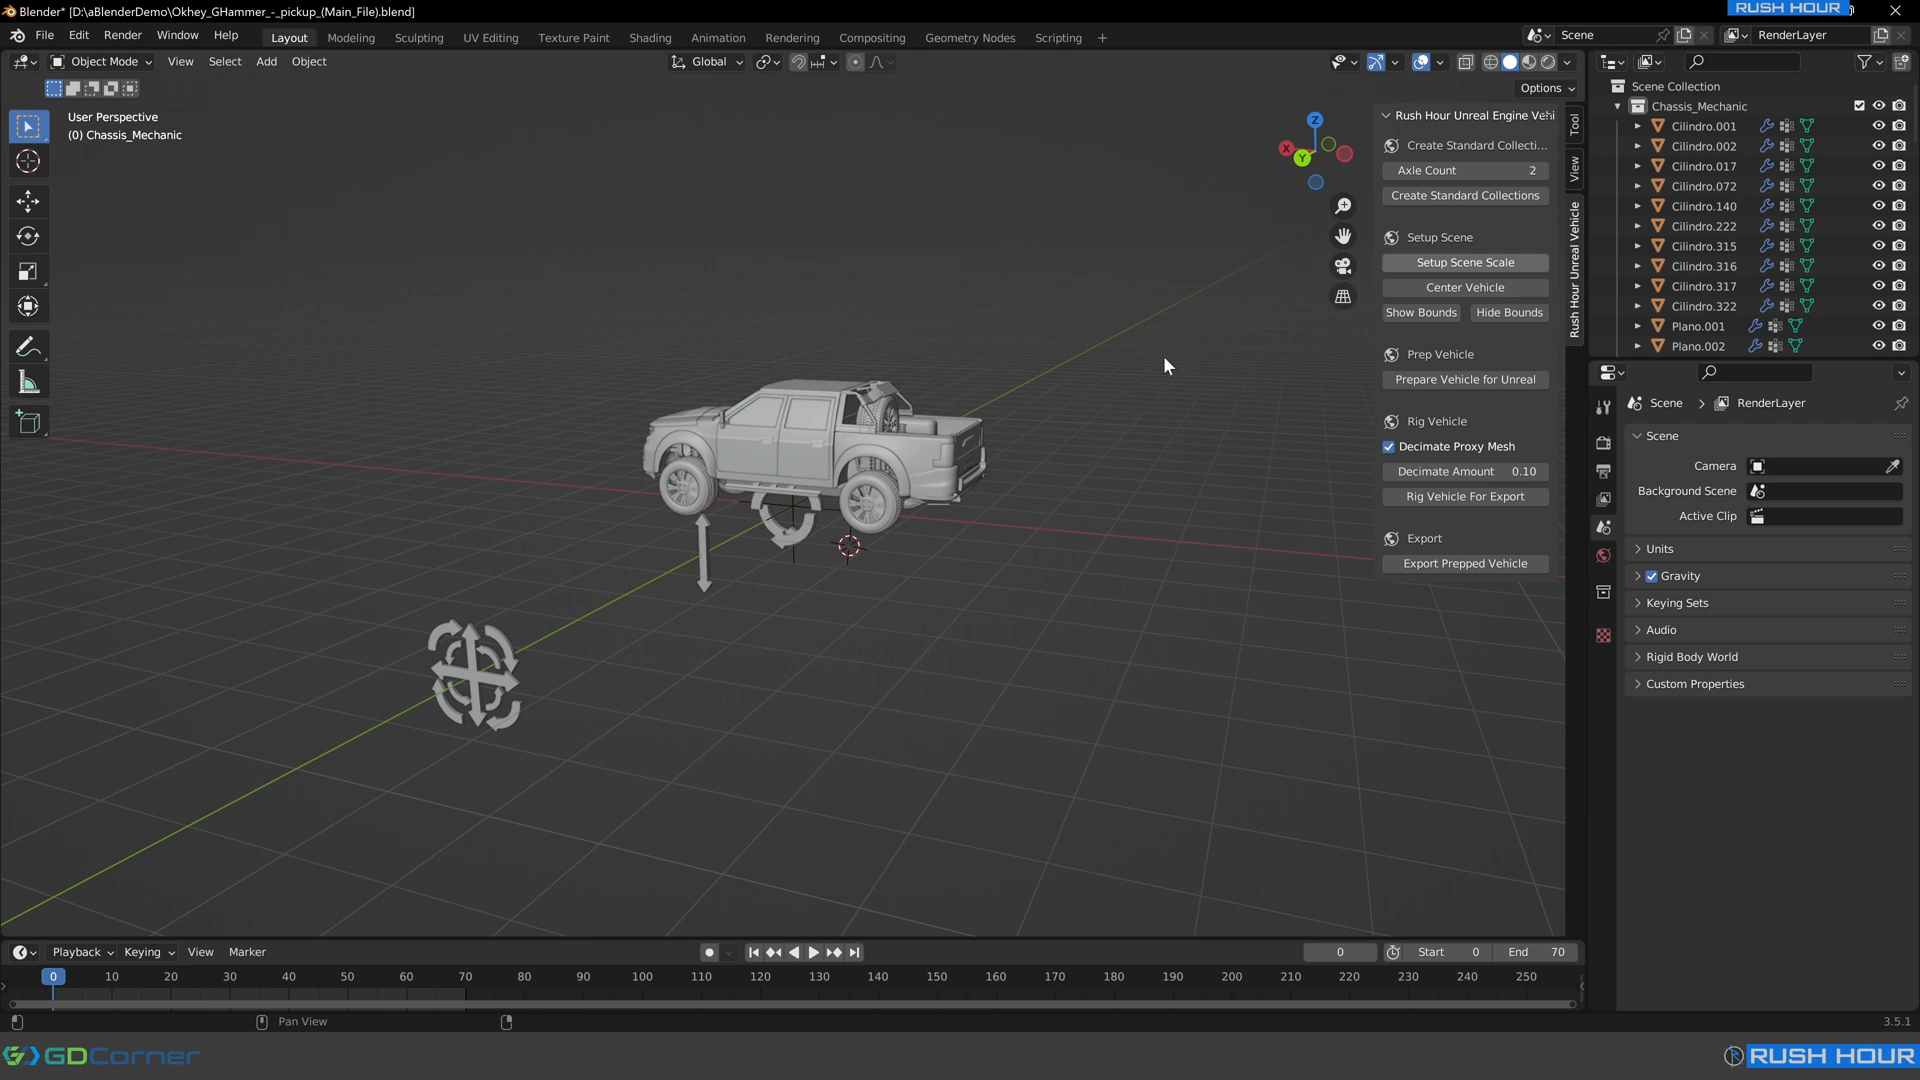 Blender* [D:\aBlenderDemo\Okhey_GHammer_-_pickup_(Main_File).blend]
RUSH HOUR
File Edit Render Window Help
Layout Modeling Sculpting UV Editing Texture Paint Shading Animation Rendering Compositing Geometry Nodes Scripting +
Scene
RenderLayer
Object Mode View Select Add Object
Global
Options
User Perspective
(0) Chassis_Mechanic
Z
X
Y
Rush Hour Unreal Engine Vehi
Create Standard Collecti...
Axle Count 2
Create Standard Collections
Setup Scene
Setup Scene Scale
Center Vehicle
Show Bounds Hide Bounds
Prep Vehicle
Prepare Vehicle for Unreal
Rig Vehicle
Decimate Proxy Mesh
Decimate Amount 0.10
Rig Vehicle For Export
Export
Export Prepped Vehicle
Tool
View
Rush Hour Unreal Vehicle
Scene Collection
Chassis_Mechanic
Cilindro.001
Cilindro.002
Cilindro.017
Cilindro.072
Cilindro.140
Cilindro.222
Cilindro.315
Cilindro.316
Cilindro.317
Cilindro.322
Plano.001
Plano.002
Scene > RenderLayer
Scene
Camera
Background Scene
Active Clip
Units
Gravity
Keying Sets
Audio
Rigid Body World
Custom Properties
Playback Keying View Marker
0
Start 0 End 70
0 10 20 30 40 50 60 70 80 90 100 110 120 130 140 150 160 170 180 190 200 210 220 230 240 250
Pan View
3.5.1
GDCorner
RUSH HOUR